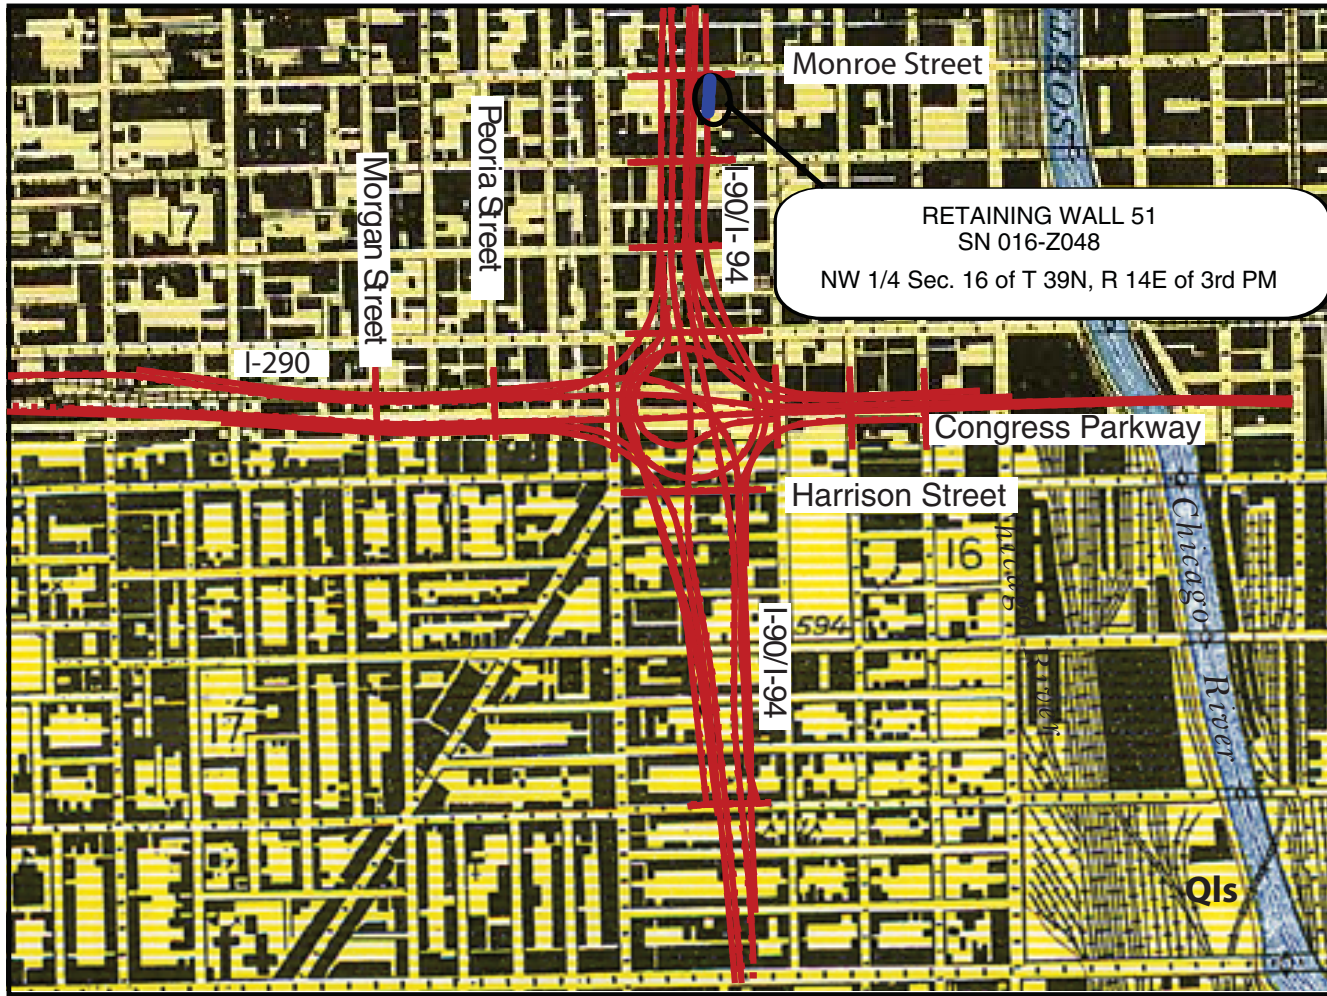 Monroe Street
Peoria Street
Morgan Street
I-90/I- 94
17
RETAINING WALL 51
SN 016-Z048
NW 1/4 Sec. 16 of T 39N, R 14E of 3rd PM
I-290
Congress Parkway
Harrison Street
16
Chicago River
594
I-90/I-94
17
River
Qls